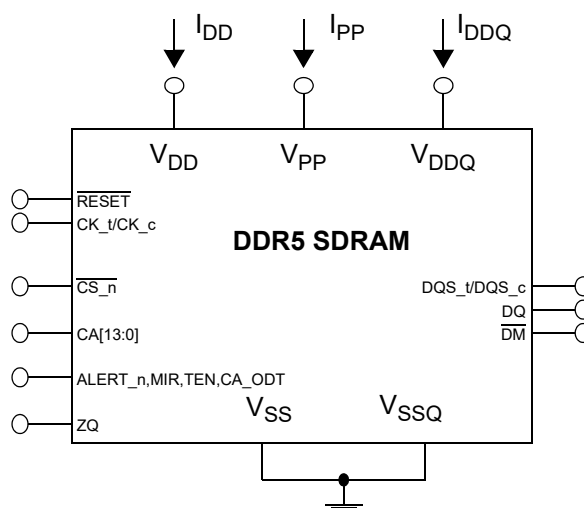 IDD IPP IDDQ
VDD VPP VDDQ
RESET
CK_t/CK_c
DDR5 SDRAM
CS_n
DQS_t/DQS_c
DQ
CA[13:0]
DM
ALERT_n,MIR,TEN,CA_ODT
VSS VSSQ
ZQ